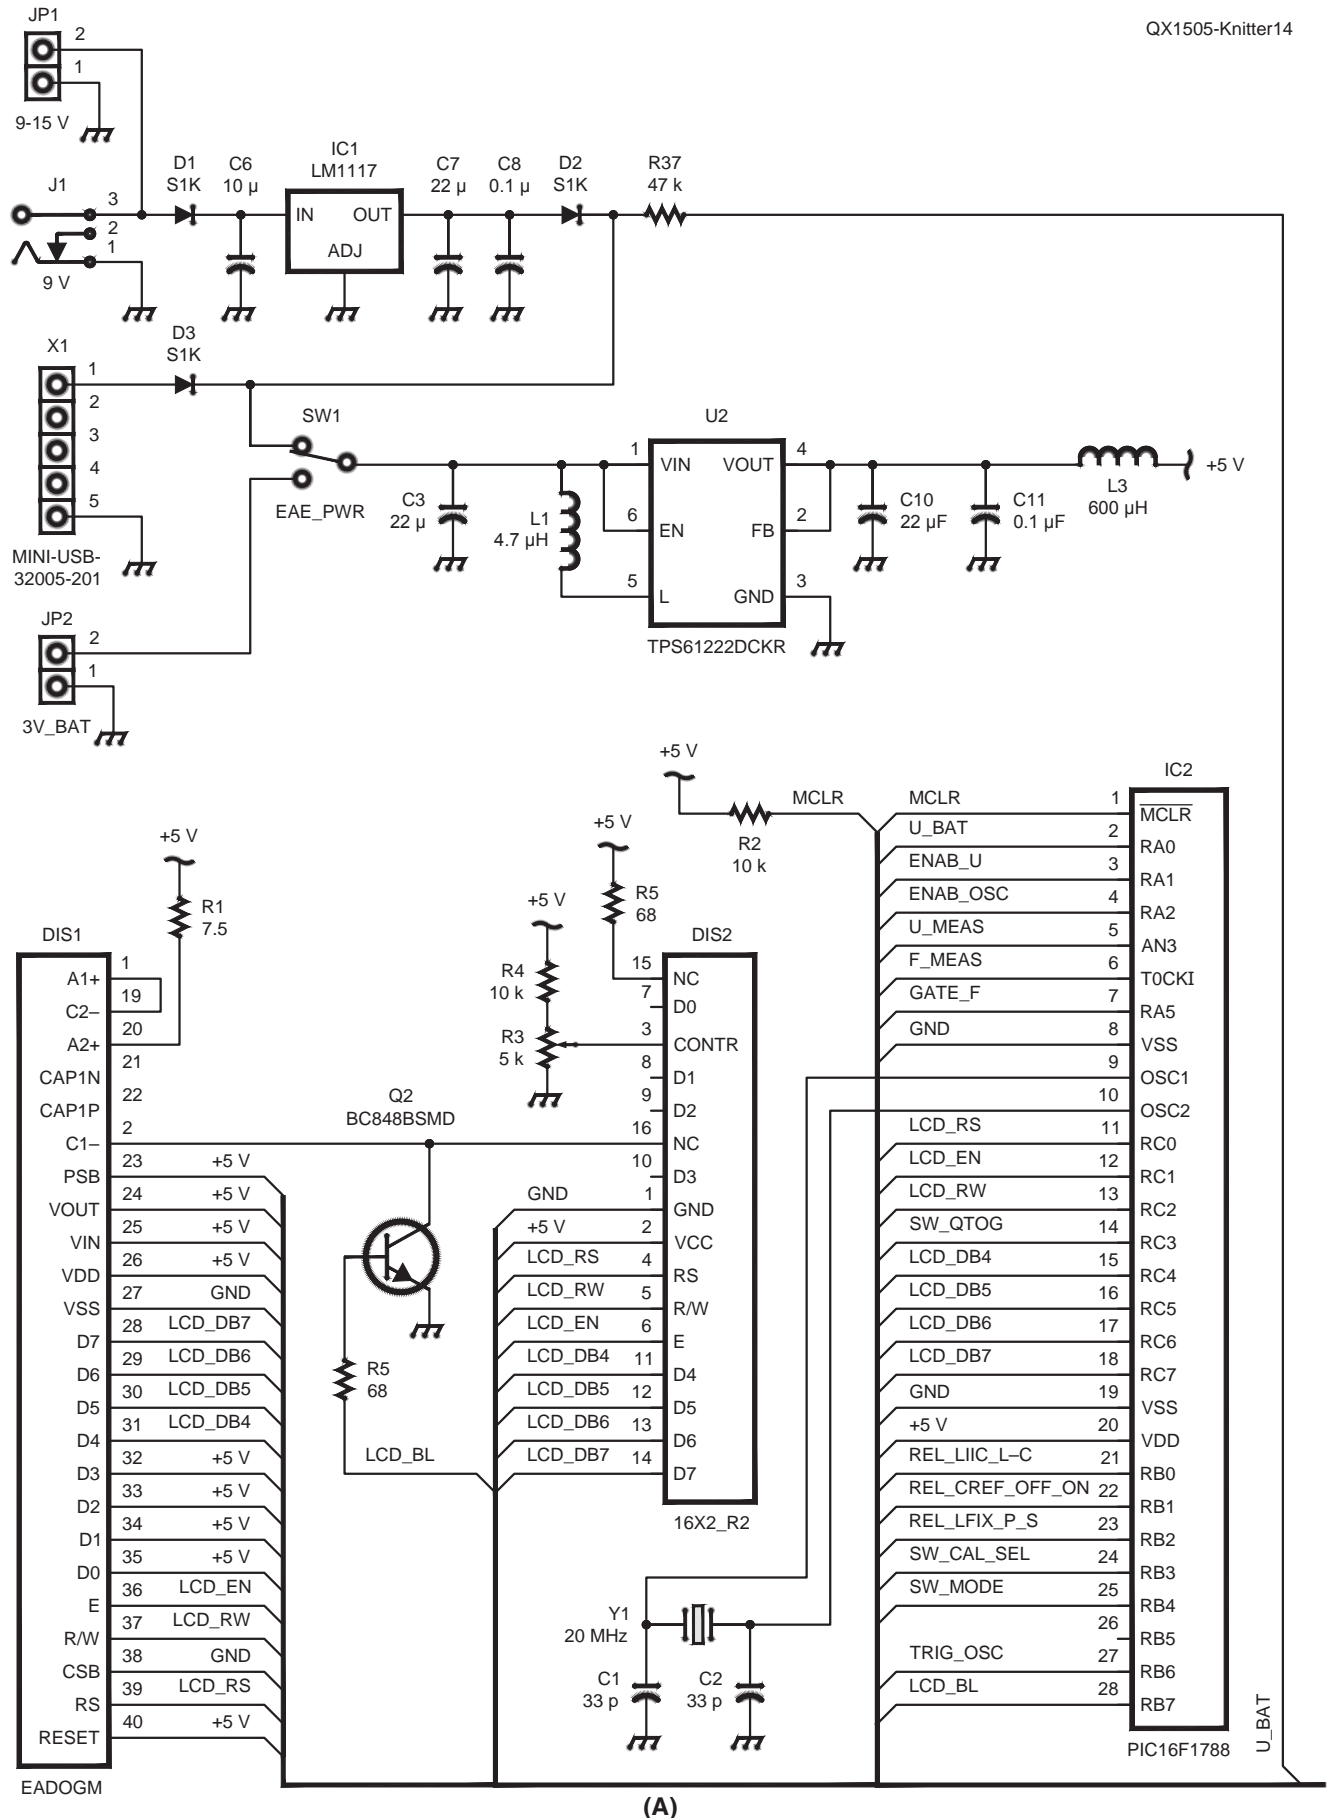 QX1505-Knitter14
JP1
2
1
9-15 V
J1
3
2
1
9 V
D1
S1K
C6
10 µ
IC1
LM1117
IN
OUT
ADJ
C7
22 µ
C8
0.1 µ
D2
S1K
R37
47 k
X1
1
2
3
4
5
MINI-USB-
32005-201
D3
S1K
SW1
EAE_PWR
JP2
2
1
3V_BAT
C3
22 µ
L1
4.7 µH
U2
1
VIN
VOUT
4
6
EN
FB
2
5
L
GND
3
TPS61222DCKR
C10
22 µF
C11
0.1 µF
L3
600 µH
+5 V
+5 V
R1
7.5
DIS1
A1+
1
C2–
19
A2+
20
CAP1N
21
CAP1P
22
C1–
2
PSB
23
+5 V
VOUT
24
+5 V
VIN
25
+5 V
VDD
26
+5 V
VSS
27
GND
D7
28
LCD_DB7
D6
29
LCD_DB6
D5
30
LCD_DB5
D4
31
LCD_DB4
D3
32
+5 V
D2
33
+5 V
D1
34
+5 V
D0
35
+5 V
E
36
LCD_EN
R/W
37
LCD_RW
CSB
38
GND
RS
39
LCD_RS
RESET
40
+5 V
EADOGM
Q2
BC848BSMD
R5
68
LCD_BL
+5 V
R4
10 k
R3
5 k
+5 V
R5
68
DIS2
15
NC
7
D0
3
CONTR
8
D1
9
D2
16
NC
10
D3
GND
1
GND
+5 V
2
VCC
LCD_RS
4
RS
LCD_RW
5
R/W
LCD_EN
6
E
LCD_DB4
11
D4
LCD_DB5
12
D5
LCD_DB6
13
D6
LCD_DB7
14
D7
16X2_R2
+5 V
R2
10 k
MCLR
Y1
20 MHz
C1
33 p
C2
33 p
IC2
MCLR
1
MCLR
U_BAT
2
RA0
ENAB_U
3
RA1
ENAB_OSC
4
RA2
U_MEAS
5
AN3
F_MEAS
6
T0CKI
GATE_F
7
RA5
GND
8
VSS
9
OSC1
10
OSC2
LCD_RS
11
RC0
LCD_EN
12
RC1
LCD_RW
13
RC2
SW_QTOG
14
RC3
LCD_DB4
15
RC4
LCD_DB5
16
RC5
LCD_DB6
17
RC6
LCD_DB7
18
RC7
GND
19
VSS
+5 V
20
VDD
REL_LIIC_L–C
21
RB0
REL_CREF_OFF_ON
22
RB1
REL_LFIX_P_S
23
RB2
SW_CAL_SEL
24
RB3
SW_MODE
25
RB4
26
RB5
TRIG_OSC
27
RB6
LCD_BL
28
RB7
PIC16F1788
U_BAT
(A)